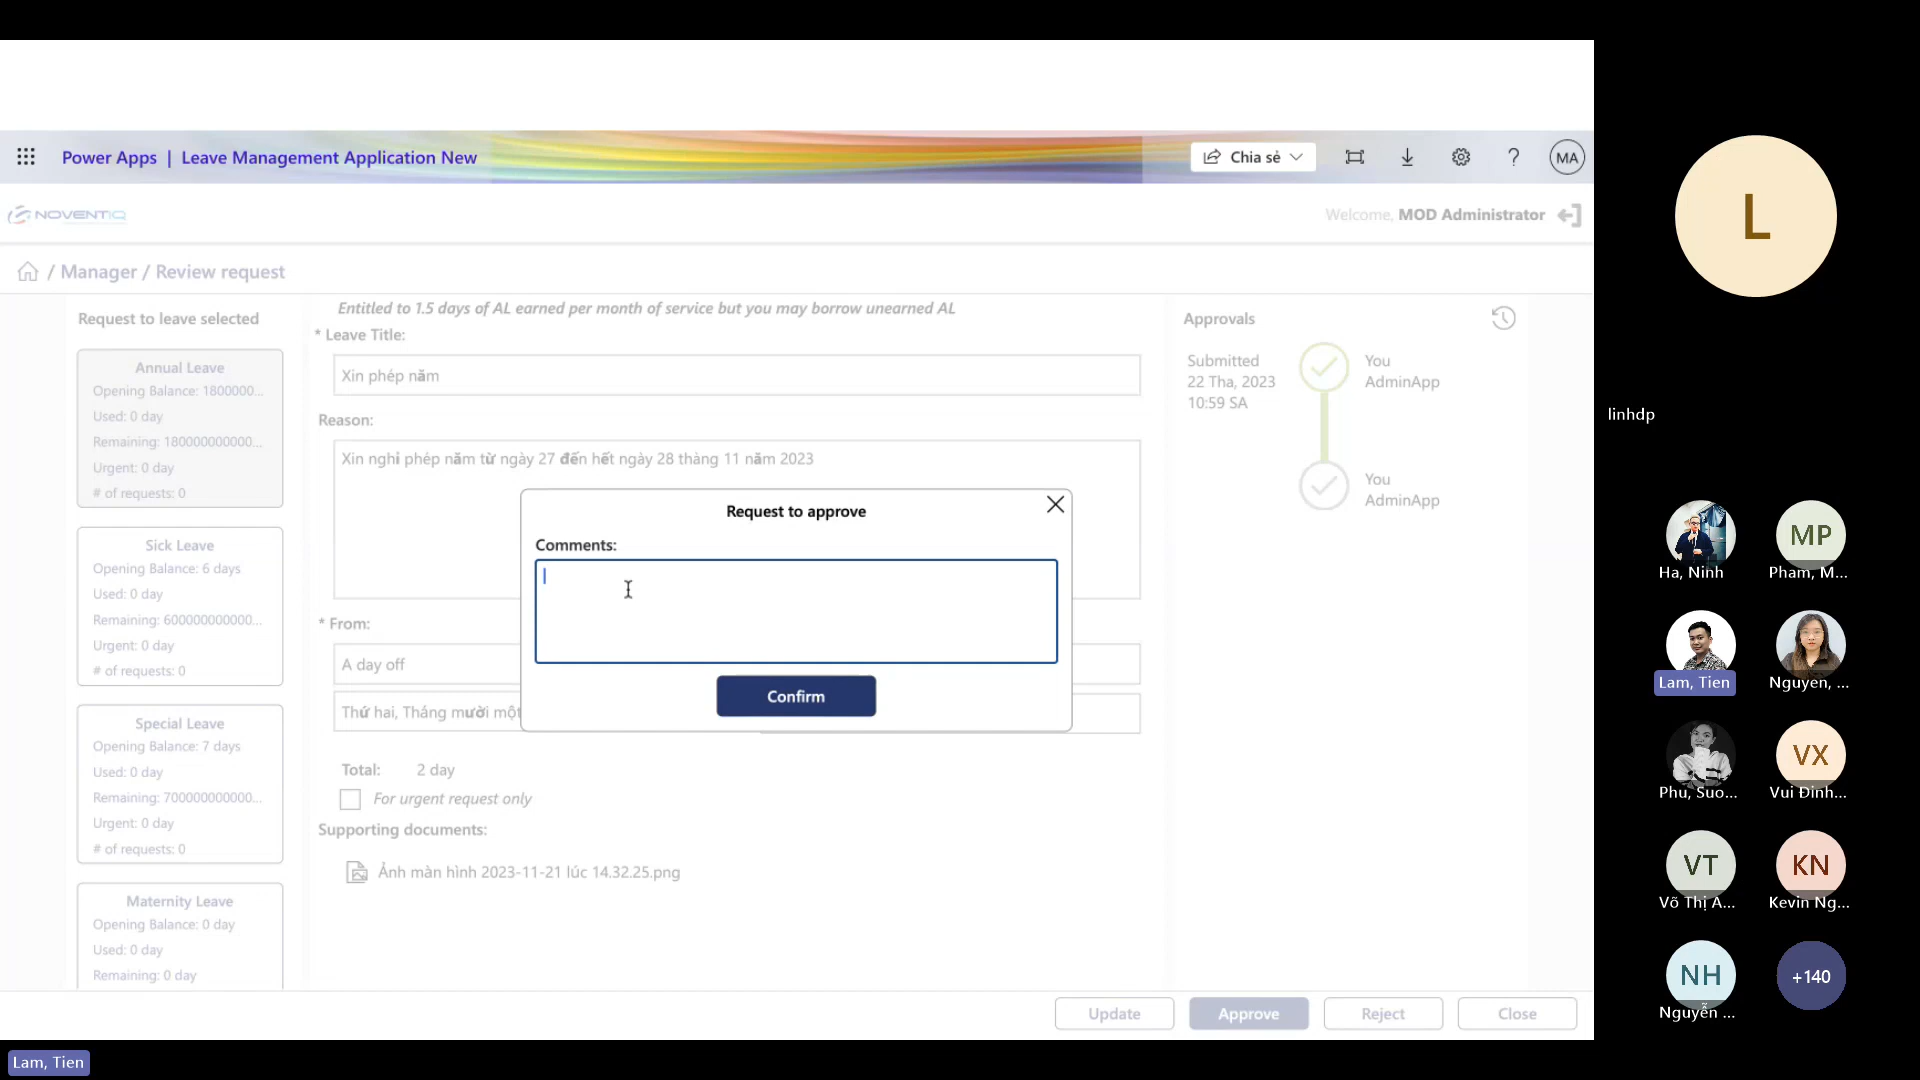 Power Apps | Leave Management Application New
Chia sẻ
MA
NOVENTIQ
Welcome, MOD Administrator
/ Manager / Review request
Request to leave selected
Annual Leave
Opening Balance: 1800000...
Used: 0 day
Remaining: 180000000000...
Urgent: 0 day
# of requests: 0
Sick Leave
Opening Balance: 6 days
Used: 0 day
Remaining: 600000000000...
Urgent: 0 day
# of requests: 0
Special Leave
Opening Balance: 7 days
Used: 0 day
Remaining: 700000000000...
Urgent: 0 day
# of requests: 0
Maternity Leave
Opening Balance: 0 day
Used: 0 day
Remaining: 0 day
Entitled to 1.5 days of AL earned per month of service but you may borrow unearned AL
* Leave Title:
Xin phép năm
Reason:
Xin nghỉ phép năm từ ngày 27 đến hết ngày 28 tháng 11 năm 2023
* From:
A day off
Thứ hai, Tháng mười một
Total: 2 day
For urgent request only
Supporting documents:
Ảnh màn hình 2023-11-21 lúc 14.32.25.png
Request to approve
Comments:
Confirm
Approvals
Submitted
22 Tha, 2023
10:59 SA
You
AdminApp
You
AdminApp
Update
Approve
Reject
Close
L
linhdp
Ha, Ninh
MP
Pham, M...
Lam, Tien
Nguyen, ...
Phu, Suo...
VX
Vui Đinh...
VT
Võ Thị A...
KN
Kevin Ng...
NH
Nguyễn ...
+140
Lam, Tien